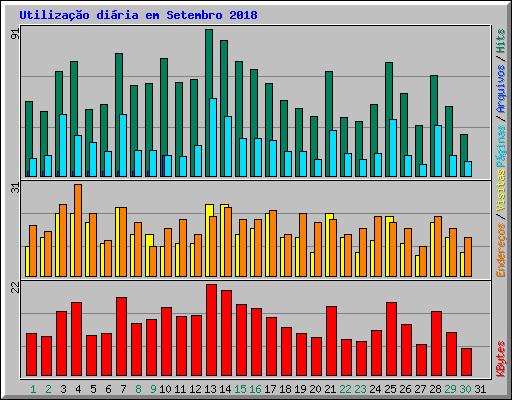 Utilização diária em Setembro 2018
91
31
22
KBytes
Endereços / Visitas
Páginas / Arquivos / Hits
1 2 3 4 5 6 7 8 9 10 11 12 13 14 15 16 17 18 19 20 21 22 23 24 25 26 27 28 29 30 31